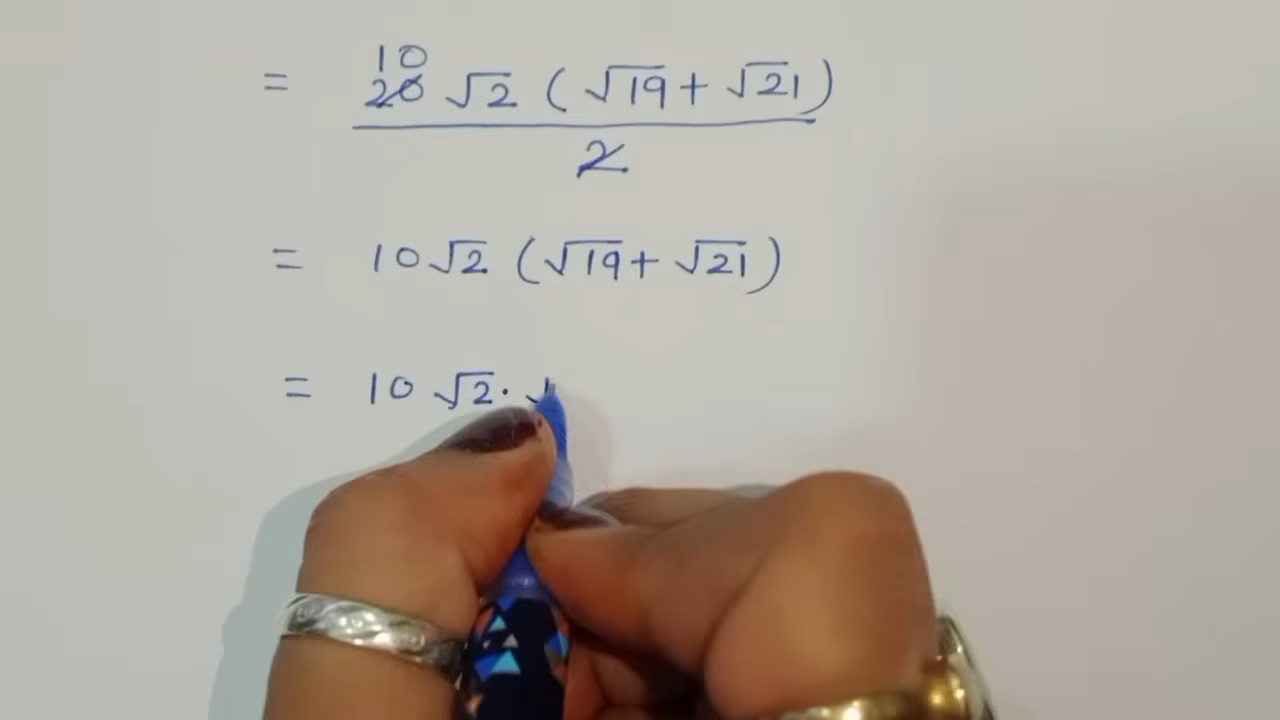 10
= 20 √2 (√19 + √21)
2
= 10 √2 (√19 + √21)
= 10 √2 · √